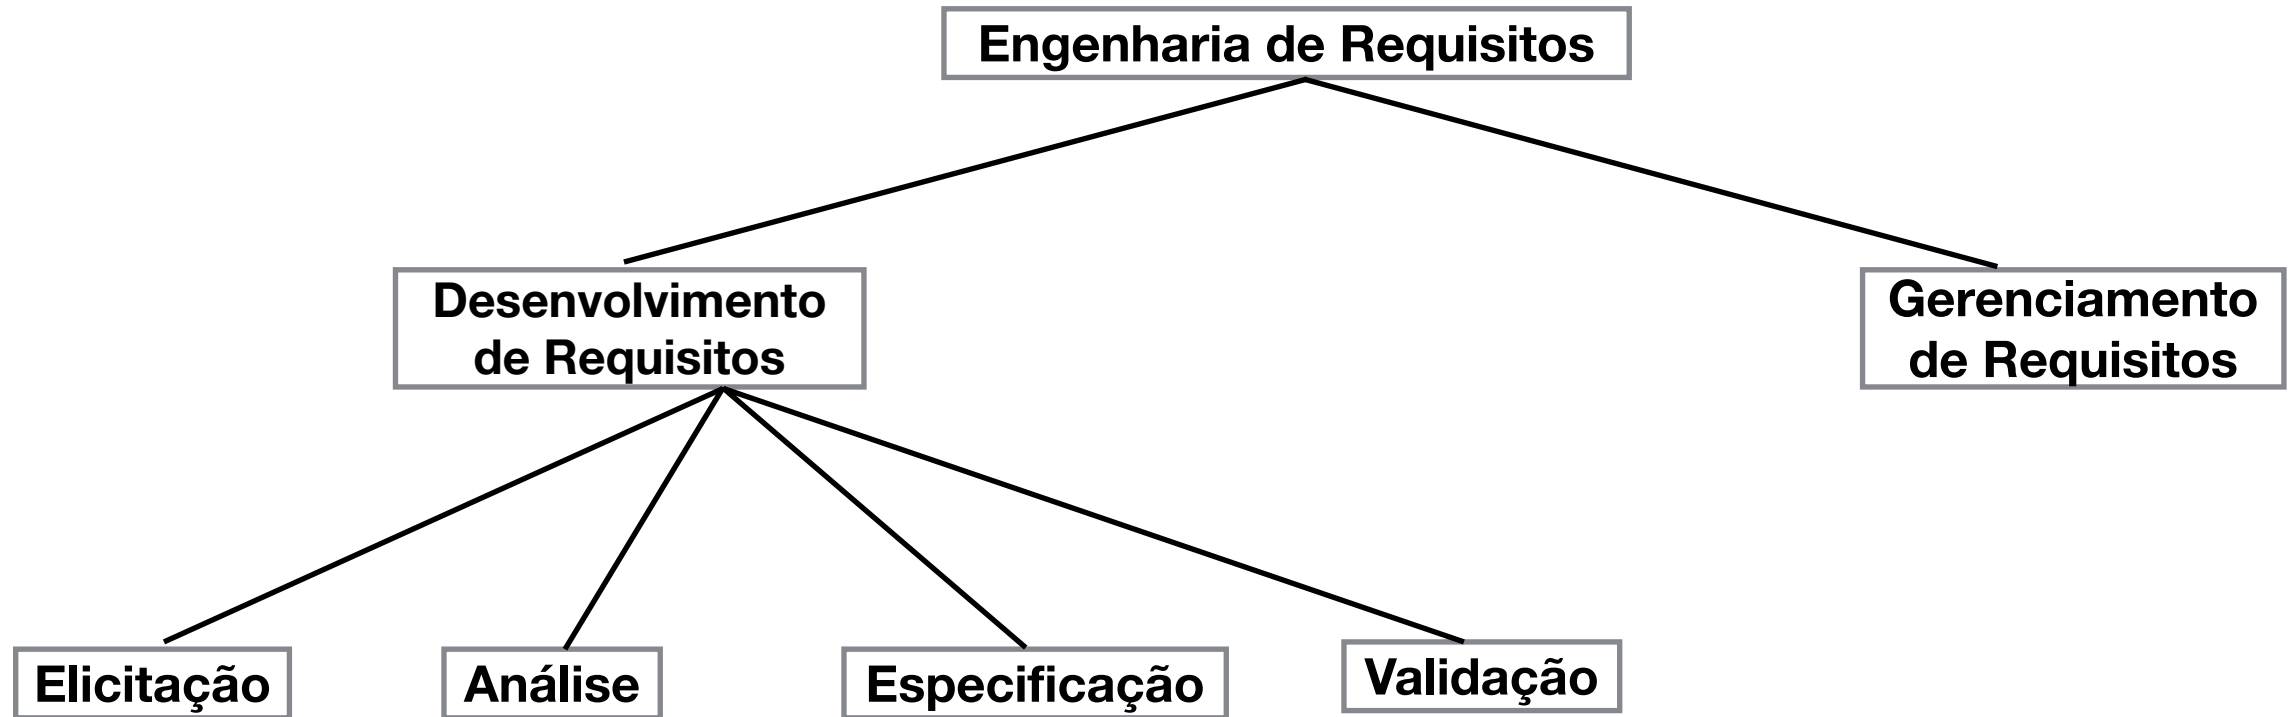 Engenharia de Requisitos
Desenvolvimento
de Requisitos
Gerenciamento
de Requisitos
Elicitação
Análise
Especificação
Validação